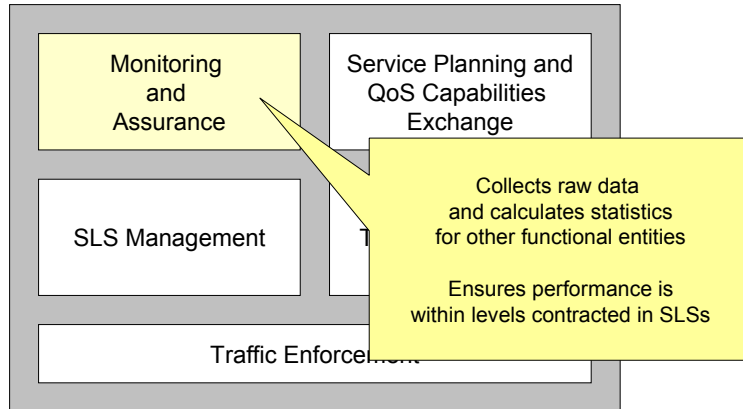 Monitoring
and
Assurance
Service Planning and
QoS Capabilities
Exchange
Collects raw data
and calculates statistics
for other functional entities
Ensures performance is
within levels contracted in SLSs
SLS Management
Traffic Enforcement